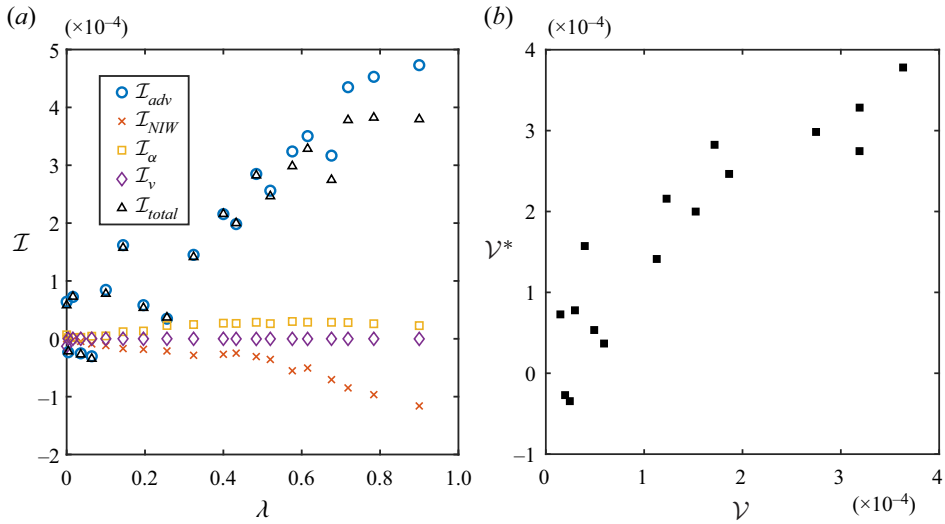 (a)
(×10⁻⁴)
5
4
3
2
1
0
−1
−2
ℐ
ℐ_adv
ℐ_NIW
ℐ_α
ℐ_v
ℐ_total
0
0.2
0.4
0.6
0.8
1.0
λ
(b)
(×10⁻⁴)
4
3
2
1
0
−1
𝒱*
0
1
2
3
4
𝒱
(×10⁻⁴)